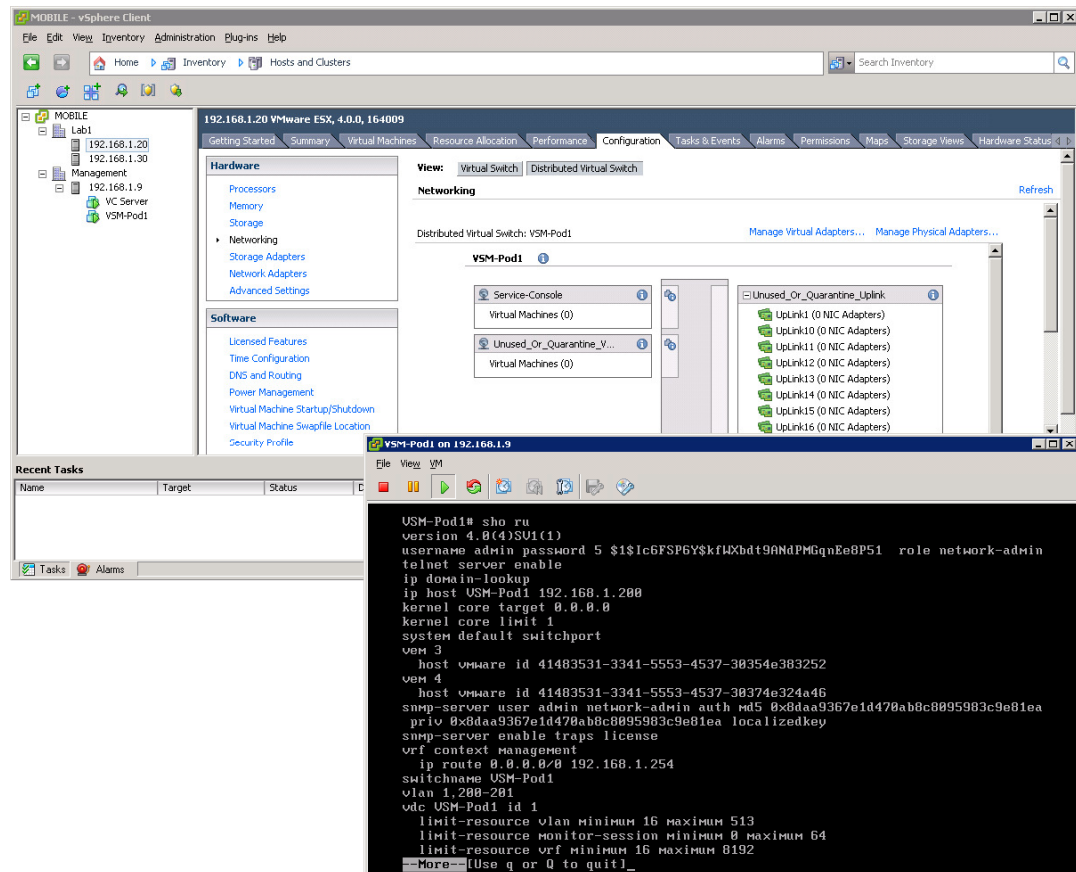 MOBILE - vSphere Client
File Edit View Inventory Administration Plug-ins Help
Home Inventory Hosts and Clusters
Search Inventory
MOBILE
Lab1
192.168.1.20
192.168.1.30
Management
192.168.1.9
VC Server
VSM-Pod1
192.168.1.20 VMware ESX, 4.0.0, 164009
Getting Started Summary Virtual Machines Resource Allocation Performance Configuration Tasks & Events Alarms Permissions Maps Storage Views Hardware Status
Hardware
Processors
Memory
Storage
Networking
Storage Adapters
Network Adapters
Advanced Settings
Software
Licensed Features
Time Configuration
DNS and Routing
Power Management
Virtual Machine Startup/Shutdown
Virtual Machine Swapfile Location
Security Profile
View: Virtual Switch Distributed Virtual Switch
Networking
Refresh
Distributed Virtual Switch: VSM-Pod1
Manage Virtual Adapters... Manage Physical Adapters...
VSM-Pod1
Service-Console
Virtual Machines (0)
Unused_Or_Quarantine_V...
Virtual Machines (0)
Unused_Or_Quarantine_Uplink
UpLink1 (0 NIC Adapters)
UpLink10 (0 NIC Adapters)
UpLink11 (0 NIC Adapters)
UpLink12 (0 NIC Adapters)
UpLink13 (0 NIC Adapters)
UpLink14 (0 NIC Adapters)
UpLink15 (0 NIC Adapters)
UpLink16 (0 NIC Adapters)
Recent Tasks
Name Target Status D
Tasks Alarms
VSM-Pod1 on 192.168.1.9
File View VM
VSM-Pod1# sho ru
version 4.0(4)SV1(1)
username admin password 5 $1$Ic6FSP6Y$kfWXbdt9ANdPMGqnEe8P51 role network-admin
telnet server enable
ip domain-lookup
ip host VSM-Pod1 192.168.1.200
kernel core target 0.0.0.0
kernel core limit 1
system default switchport
vem 3
host vmware id 41483531-3341-5553-4537-30354e383252
vem 4
host vmware id 41483531-3341-5553-4537-30374e324a46
snmp-server user admin network-admin auth md5 0x8daa9367e1d470ab8c8095983c9e81ea
priv 0x8daa9367e1d470ab8c8095983c9e81ea localizedkey
snmp-server enable traps license
vrf context management
ip route 0.0.0.0/0 192.168.1.254
switchname VSM-Pod1
vlan 1,200-201
vdc VSM-Pod1 id 1
limit-resource vlan minimum 16 maximum 513
limit-resource monitor-session minimum 0 maximum 64
limit-resource vrf minimum 16 maximum 8192
--More--[Use q or Q to quit]_